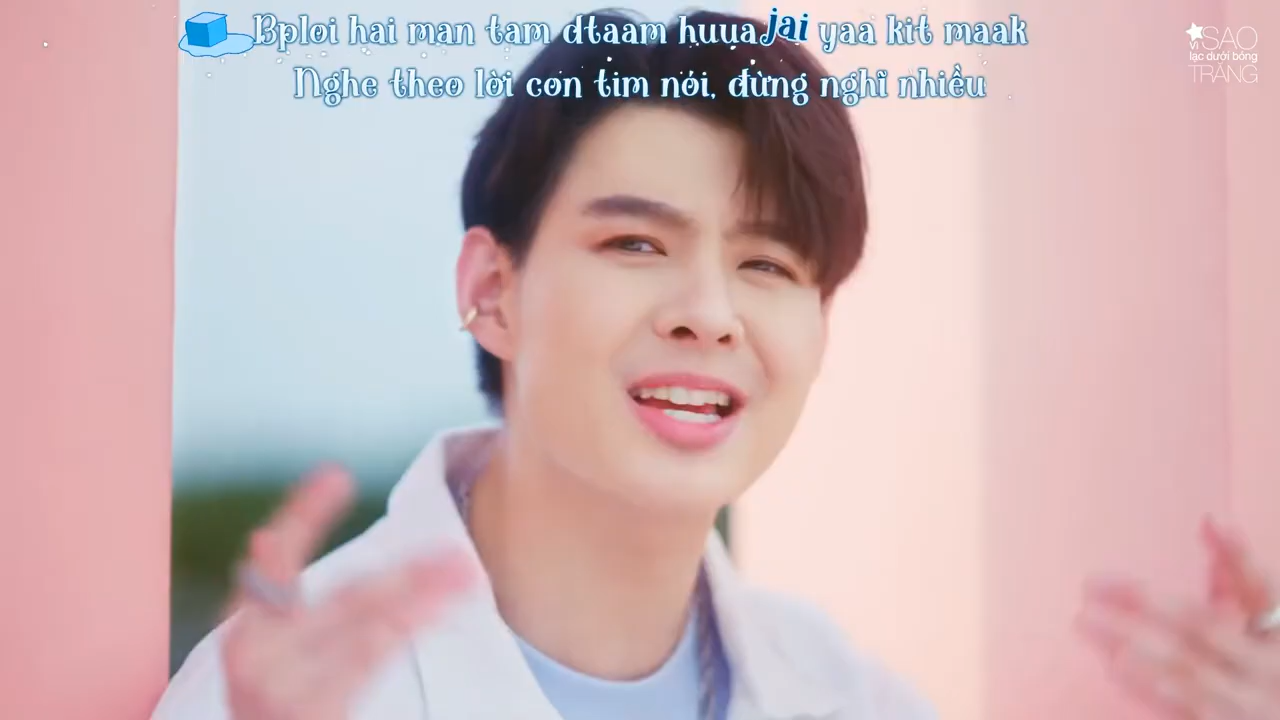 Bploi hai man tam dtaam huua jai yaa kit maak
Nghe theo lời con tim nói, đừng nghĩ nhiều
VÌ SAO
lạc dưới bóng
TRĂNG